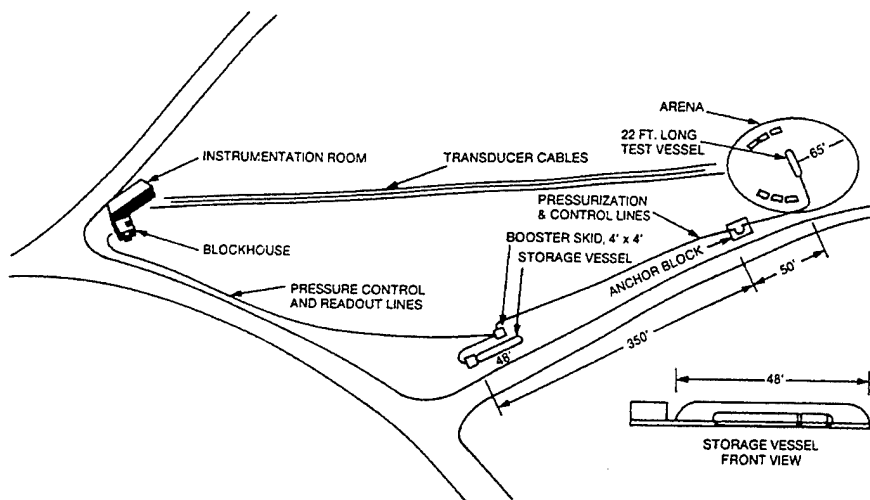 ARENA
22 FT. LONG
TEST VESSEL
65'
INSTRUMENTATION ROOM
TRANSDUCER CABLES
PRESSURIZATION
& CONTROL LINES
BLOCKHOUSE
BOOSTER SKID, 4' x 4'
STORAGE VESSEL
ANCHOR BLOCK
PRESSURE CONTROL
AND READOUT LINES
50'
350'
48'
48'
STORAGE VESSEL
FRONT VIEW